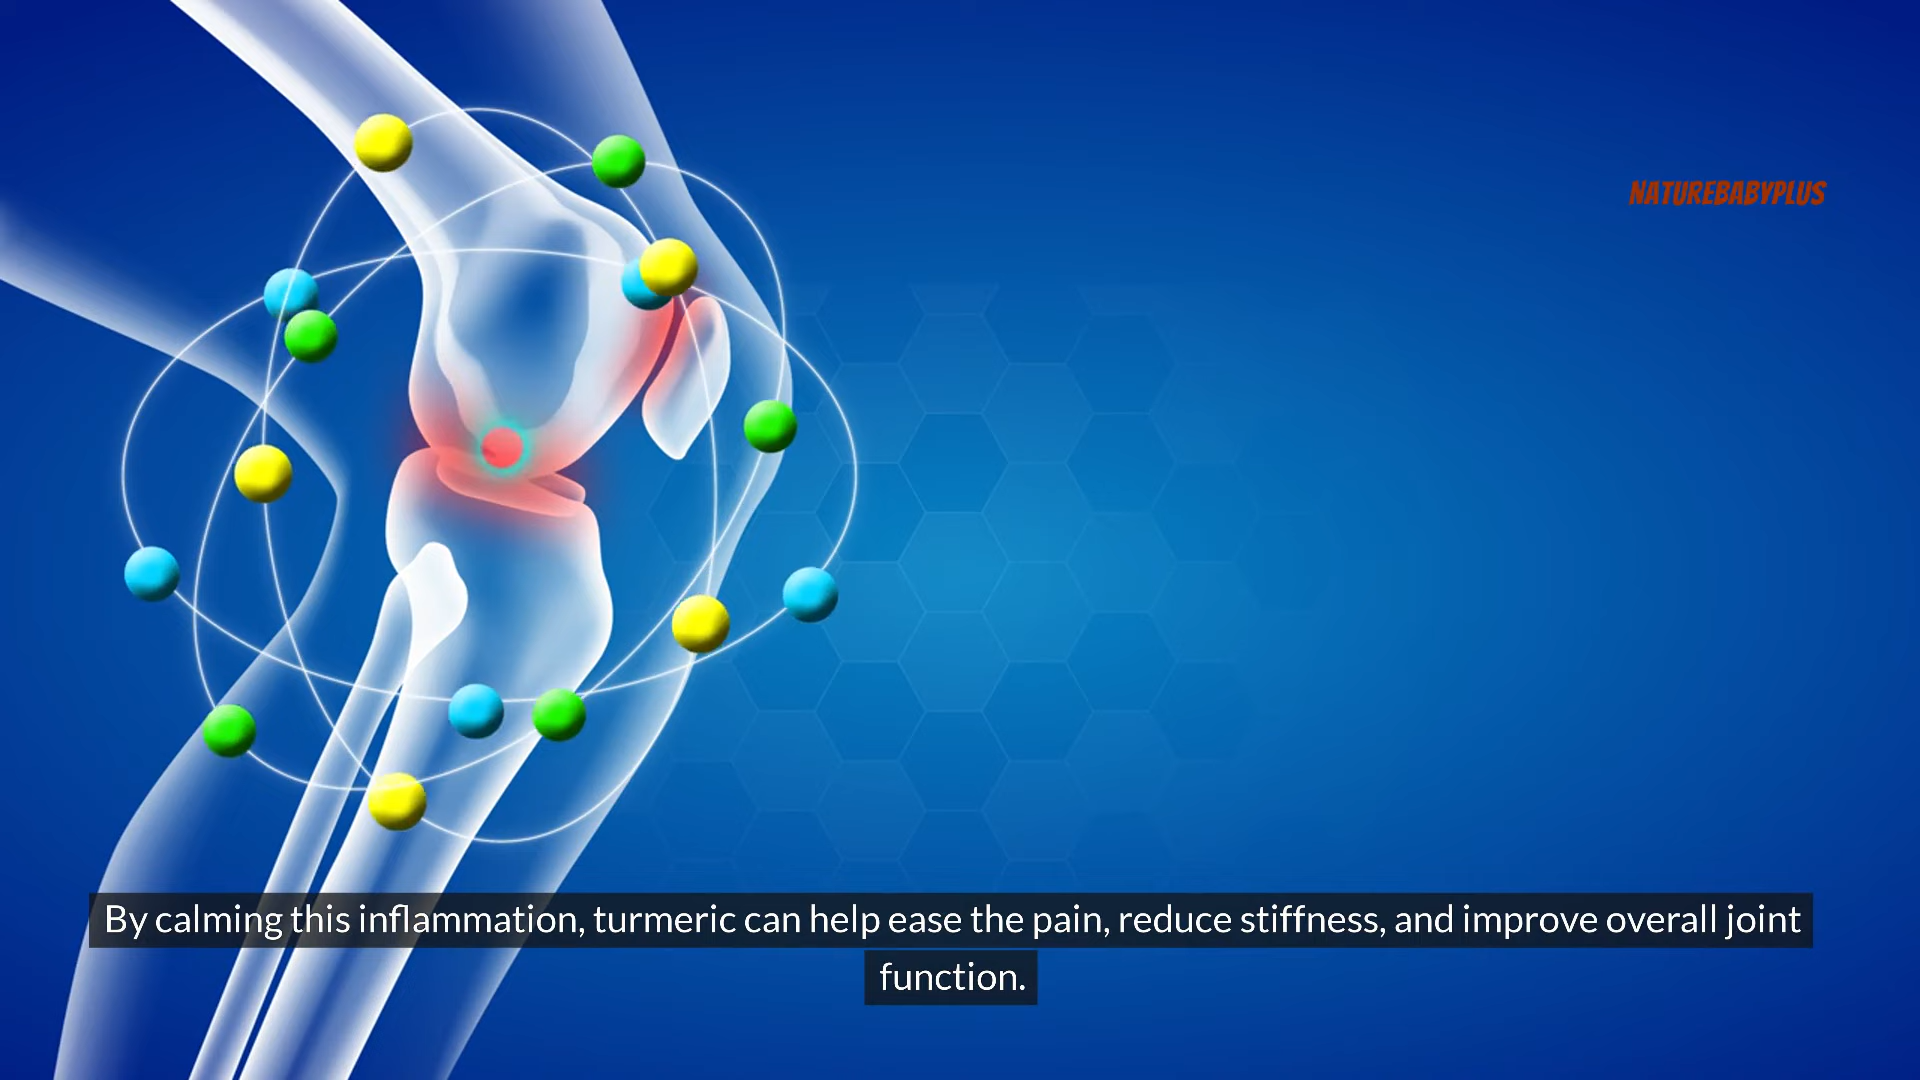 NATUREBABYPLUS
By calming this inflammation, turmeric can help ease the pain, reduce stiffness, and improve overall joint
function.